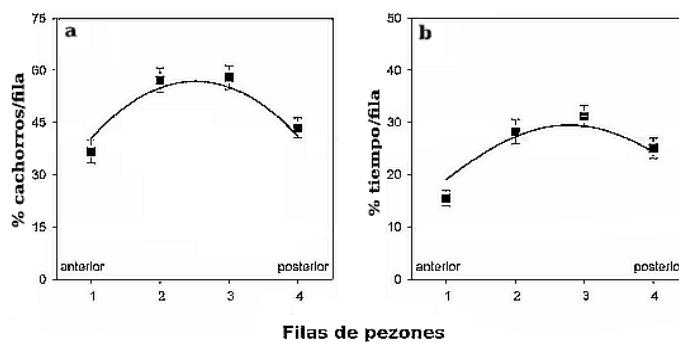 a
% cachorros/fila
75
60
45
30
15
0
anterior
posterior
1 2 3 4
b
% tiempo/fila
50
40
30
20
10
0
anterior
posterior
1 2 3 4
Filas de pezones